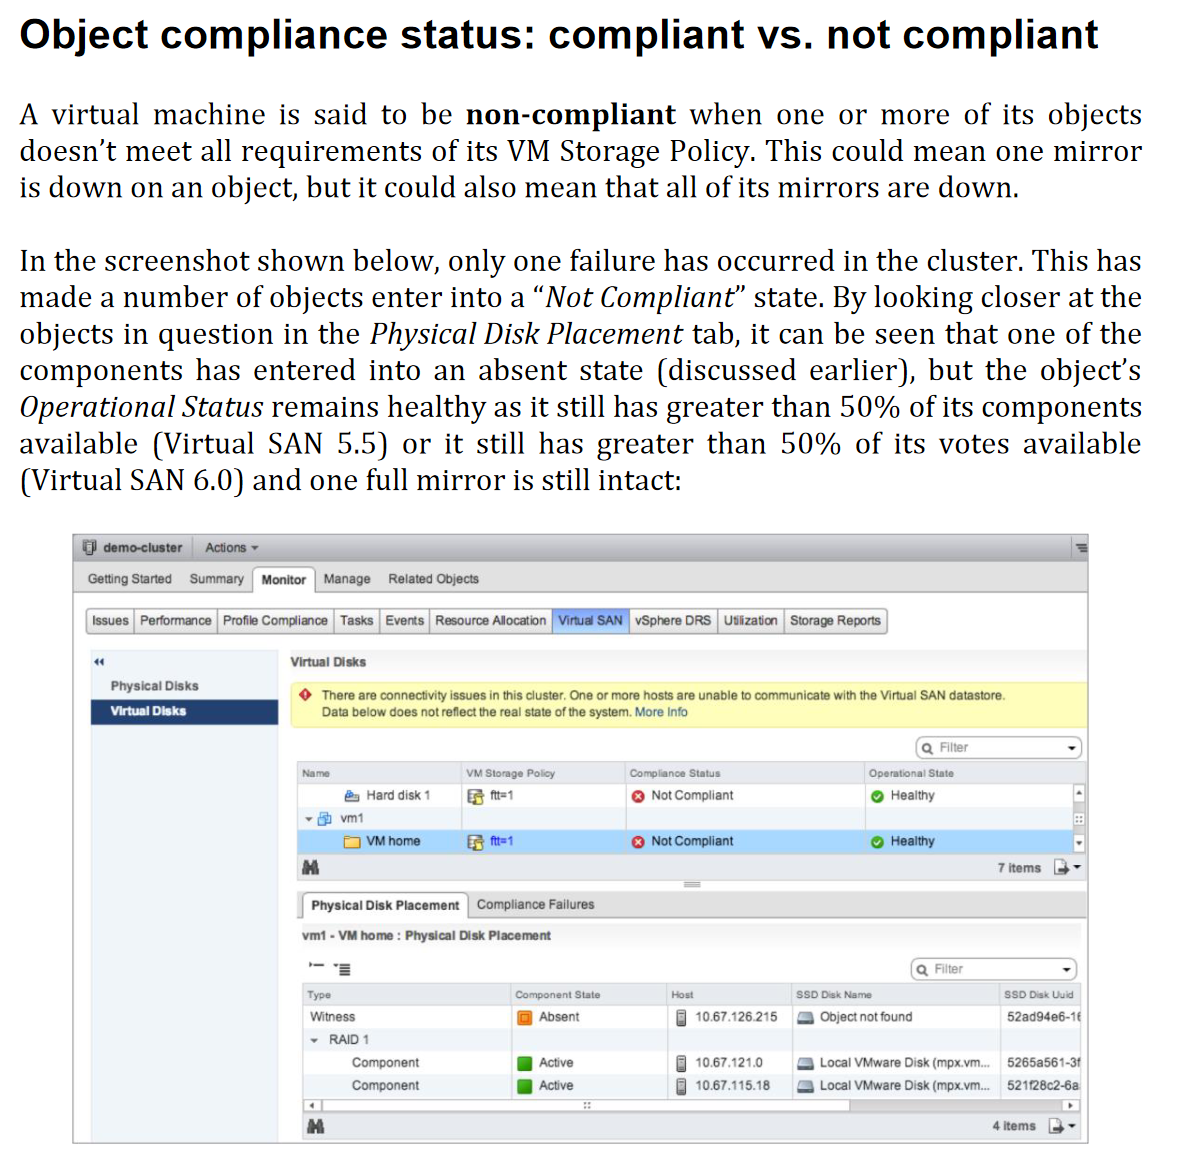 Object compliance status: compliant vs. not compliant
A virtual machine is said to be non-compliant when one or more of its objects
doesn't meet all requirements of its VM Storage Policy. This could mean one mirror
is down on an object, but it could also mean that all of its mirrors are down.
In the screenshot shown below, only one failure has occurred in the cluster. This has
made a number of objects enter into a “Not Compliant” state. By looking closer at the
objects in question in the Physical Disk Placement tab, it can be seen that one of the
components has entered into an absent state (discussed earlier), but the object's
Operational Status remains healthy as it still has greater than 50% of its components
available (Virtual SAN 5.5) or it still has greater than 50% of its votes available
(Virtual SAN 6.0) and one full mirror is still intact:
demo-cluster Actions
Getting Started Summary Monitor Manage Related Objects
Issues Performance Profile Compliance Tasks Events Resource Allocation Virtual SAN vSphere DRS Utilization Storage Reports
Physical Disks
Virtual Disks
Virtual Disks
There are connectivity issues in this cluster. One or more hosts are unable to communicate with the Virtual SAN datastore.
Data below does not reflect the real state of the system. More Info
Filter
Name VM Storage Policy Compliance Status Operational State
Hard disk 1 ftt=1 Not Compliant Healthy
vm1
VM home ftt=1 Not Compliant Healthy
7 items
Physical Disk Placement Compliance Failures
vm1 - VM home : Physical Disk Placement
Filter
Type Component State Host SSD Disk Name SSD Disk Uuid
Witness Absent 10.67.126.215 Object not found 52ad94e6-1
RAID 1
Component Active 10.67.121.0 Local VMware Disk (mpx.vm... 5265a561-3f
Component Active 10.67.115.18 Local VMware Disk (mpx.vm... 521f28c2-6a
4 items